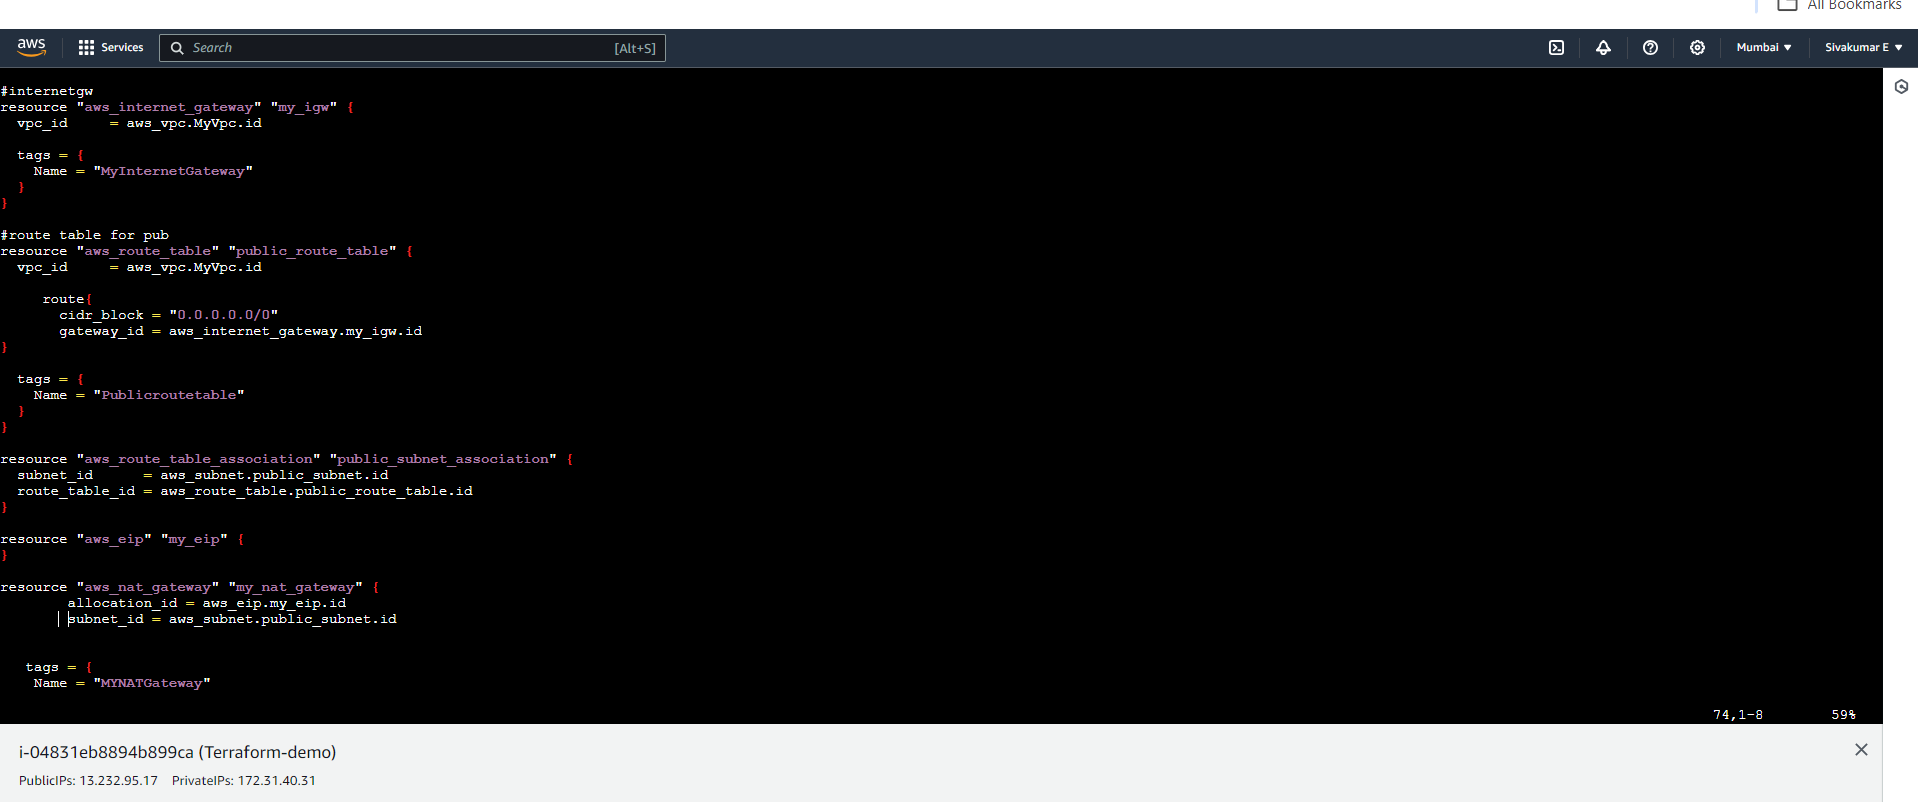 All Bookmarks
aws Services Search [Alt+S] Mumbai Sivakumar E
#internetgw
resource "aws_internet_gateway" "my_igw" {
vpc_id = aws_vpc.MyVpc.id
tags = {
Name = "MyInternetGateway"
}
}
#route table for pub
resource "aws_route_table" "public_route_table" {
vpc_id = aws_vpc.MyVpc.id
route{
cidr_block = "0.0.0.0.0/0"
gateway_id = aws_internet_gateway.my_igw.id
}
tags = {
Name = "Publicroutetable"
}
}
resource "aws_route_table_association" "public_subnet_association" {
subnet_id = aws_subnet.public_subnet.id
route_table_id = aws_route_table.public_route_table.id
}
resource "aws_eip" "my_eip" {
}
resource "aws_nat_gateway" "my_nat_gateway" {
allocation_id = aws_eip.my_eip.id
subnet_id = aws_subnet.public_subnet.id
tags = {
Name = "MYNATGateway"
74,1-8 59%
i-04831eb8894b899ca (Terraform-demo)
PublicIPs: 13.232.95.17 PrivateIPs: 172.31.40.31